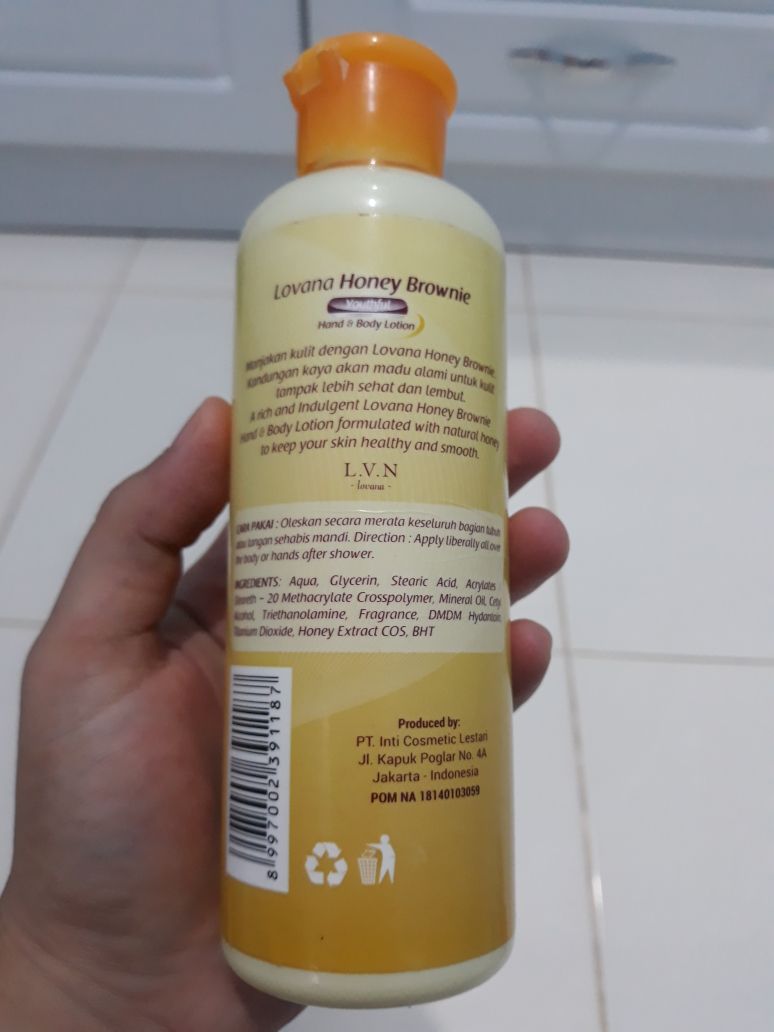 Lovana Honey Brownie
Youthful
Hand & Body Lotion
Manjakan kulit dengan Lovana Honey Brownie.
Kandungan kaya akan madu alami untuk kulit
tampak lebih sehat dan lembut.
A rich and Indulgent Lovana Honey Brownie
Hand & Body Lotion formulated with natural honey
to keep your skin healthy and smooth.
L.V.N
- lovana -
CARA PAKAI : Oleskan secara merata keseluruh bagian tubuh
atau tangan sehabis mandi. Direction : Apply liberally all over
the body or hands after shower.
INGREDIENTS: Aqua, Glycerin, Stearic Acid, Acrylates /
Steareth - 20 Methacrylate Crosspolymer, Mineral Oil, Cetyl
Alcohol, Triethanolamine, Fragrance, DMDM Hydantoin,
Titanium Dioxide, Honey Extract COS, BHT
8 997002 391187
Produced by:
PT. Inti Cosmetic Lestari
Jl. Kapuk Poglar No. 4A
Jakarta - Indonesia
POM NA 18140103059